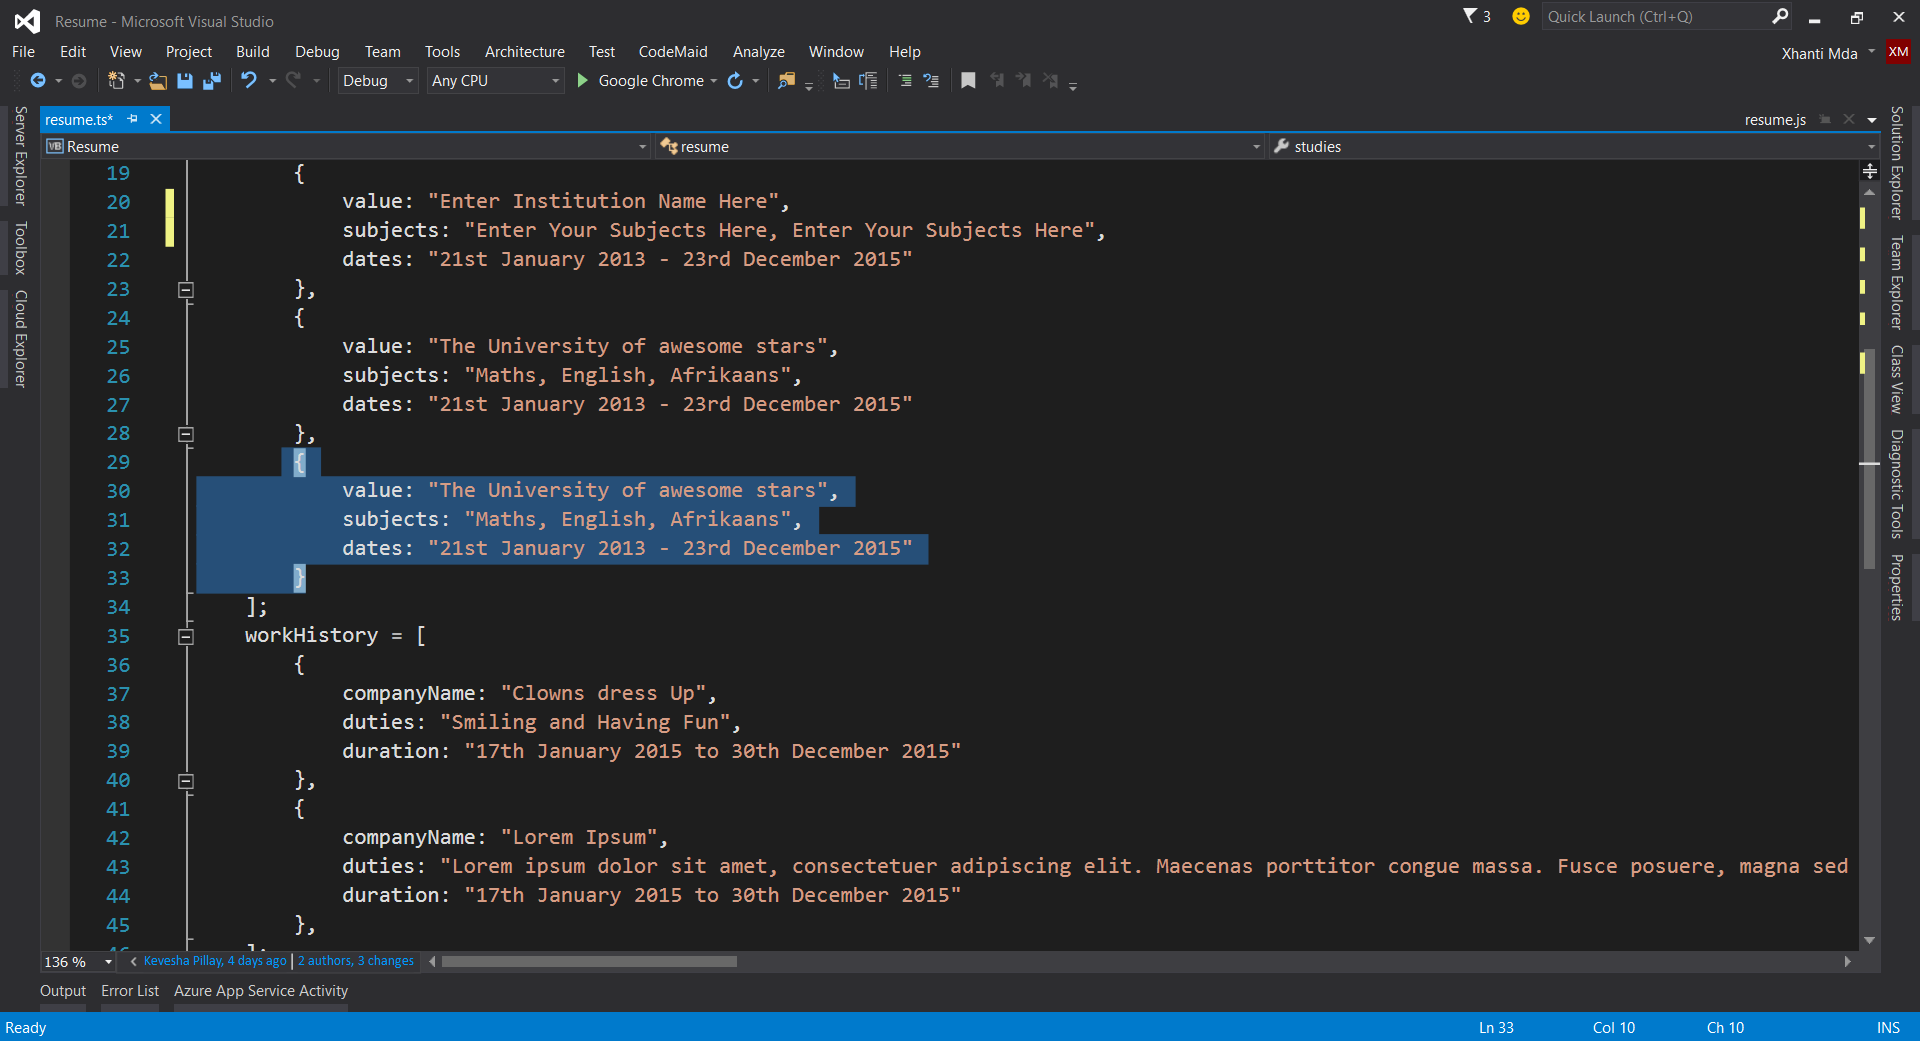 Resume - Microsoft Visual Studio
3
Quick Launch (Ctrl+Q)
File Edit View Project Build Debug Team Tools Architecture Test CodeMaid Analyze Window Help
Xhanti Mda XM
Debug Any CPU Google Chrome
Server Explorer
Toolbox
Cloud Explorer
resume.ts*
resume.js
VB Resume
resume
studies
19 {
20 value: "Enter Institution Name Here",
21 subjects: "Enter Your Subjects Here, Enter Your Subjects Here",
22 dates: "21st January 2013 - 23rd December 2015"
23 },
24 {
25 value: "The University of awesome stars",
26 subjects: "Maths, English, Afrikaans",
27 dates: "21st January 2013 - 23rd December 2015"
28 },
29 {
30 value: "The University of awesome stars",
31 subjects: "Maths, English, Afrikaans",
32 dates: "21st January 2013 - 23rd December 2015"
33 }
34 ];
35 workHistory = [
36 {
37 companyName: "Clowns dress Up",
38 duties: "Smiling and Having Fun",
39 duration: "17th January 2015 to 30th December 2015"
40 },
41 {
42 companyName: "Lorem Ipsum",
43 duties: "Lorem ipsum dolor sit amet, consectetuer adipiscing elit. Maecenas porttitor congue massa. Fusce posuere, magna sed
44 duration: "17th January 2015 to 30th December 2015"
45 },
46 ];
Solution Explorer
Team Explorer
Class View
Diagnostic Tools
Properties
136 %
Kevesha Pillay, 4 days ago | 2 authors, 3 changes
Output Error List Azure App Service Activity
Ready Ln 33 Col 10 Ch 10 INS